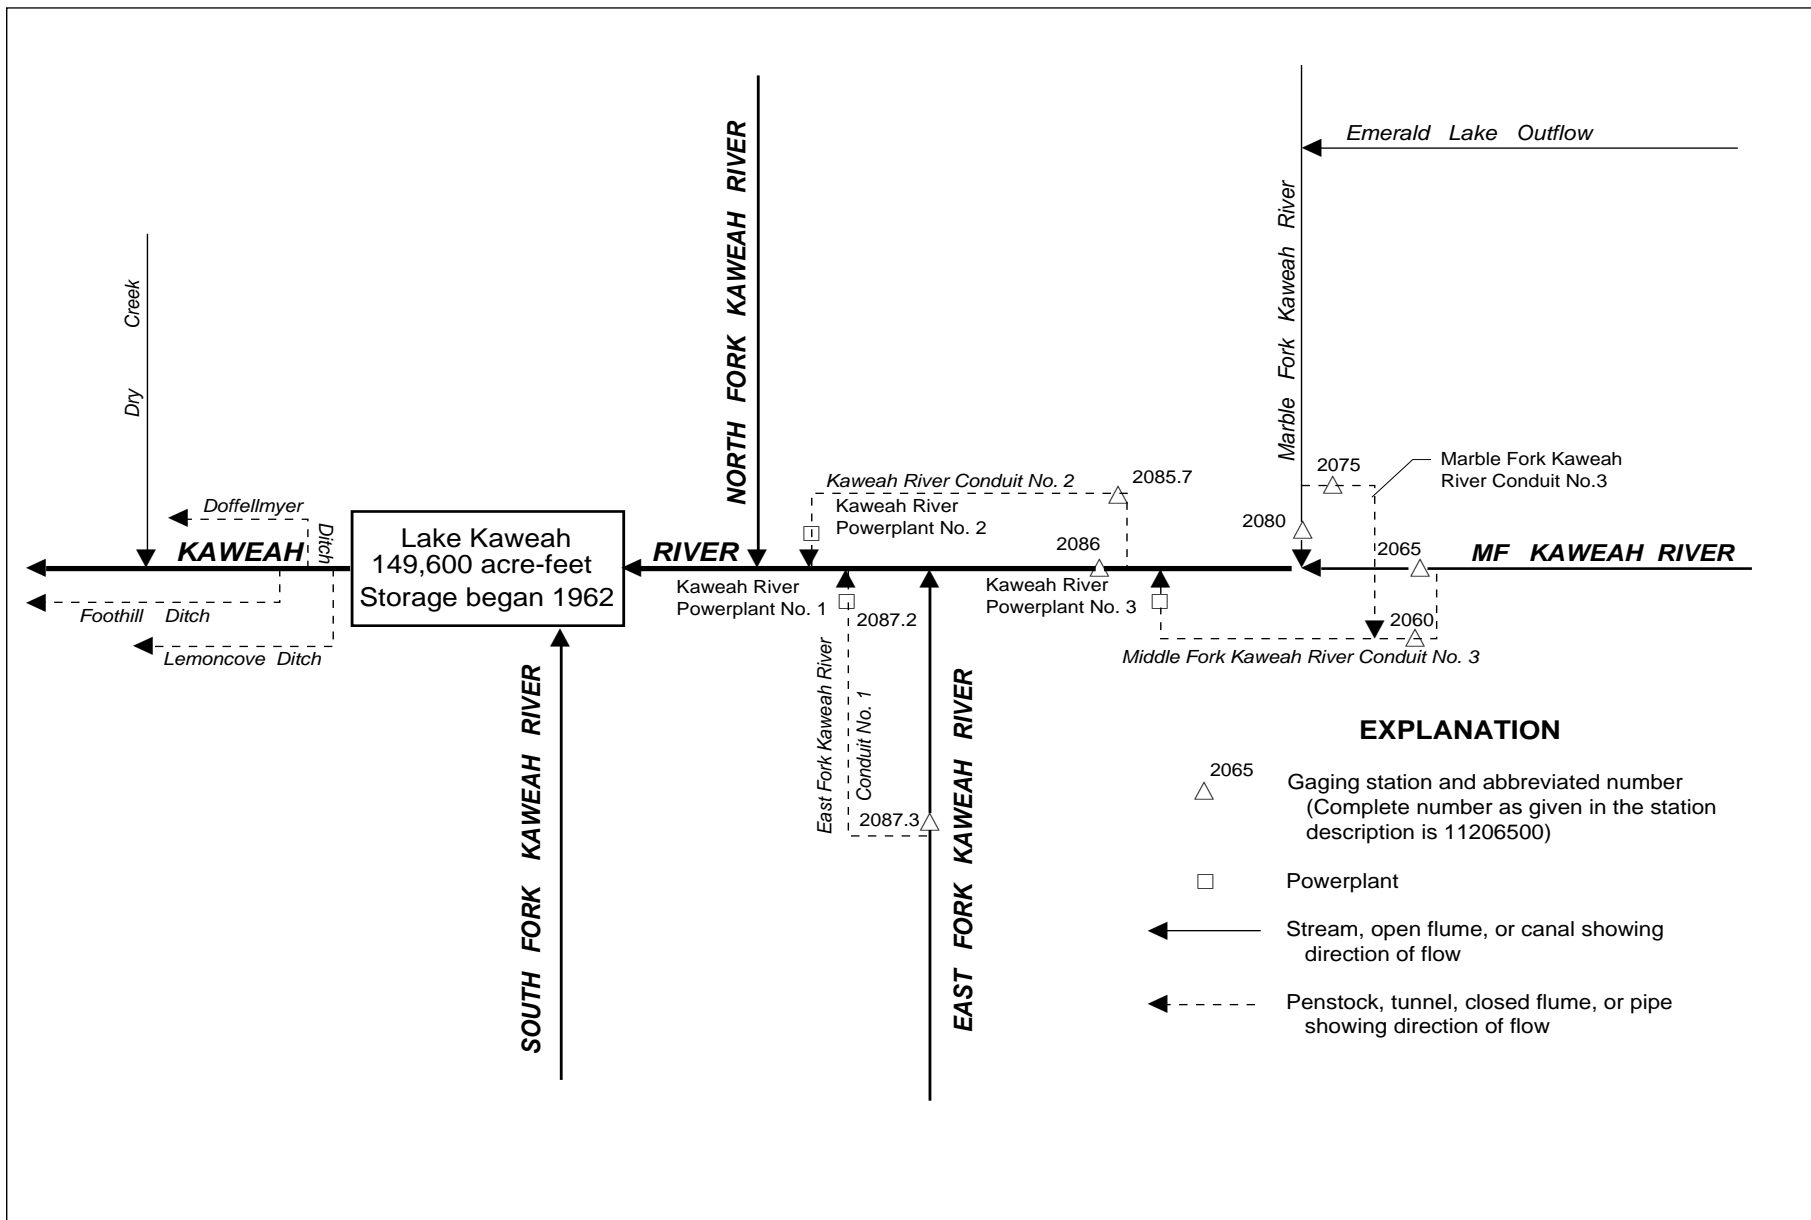 Emerald Lake Outflow
Marble Fork Kaweah River
NORTH FORK KAWEAH RIVER
Dry Creek
2075
Marble Fork Kaweah
River Conduit No.3
Kaweah River Conduit No. 2
2085.7
Kaweah River
Powerplant No. 2
2080
Doffellmyer
Ditch
KAWEAH
Lake Kaweah
149,600 acre-feet
Storage began 1962
RIVER
2086
2065
MF KAWEAH RIVER
Kaweah River
Powerplant No. 1
Kaweah River
Powerplant No. 3
Foothill Ditch
2087.2
2060
Lemoncove Ditch
Middle Fork Kaweah River Conduit No. 3
SOUTH FORK KAWEAH RIVER
East Fork Kaweah River
Conduit No. 1
2087.3
EAST FORK KAWEAH RIVER
EXPLANATION
2065
Gaging station and abbreviated number
(Complete number as given in the station
description is 11206500)
Powerplant
Stream, open flume, or canal showing
direction of flow
Penstock, tunnel, closed flume, or pipe
showing direction of flow